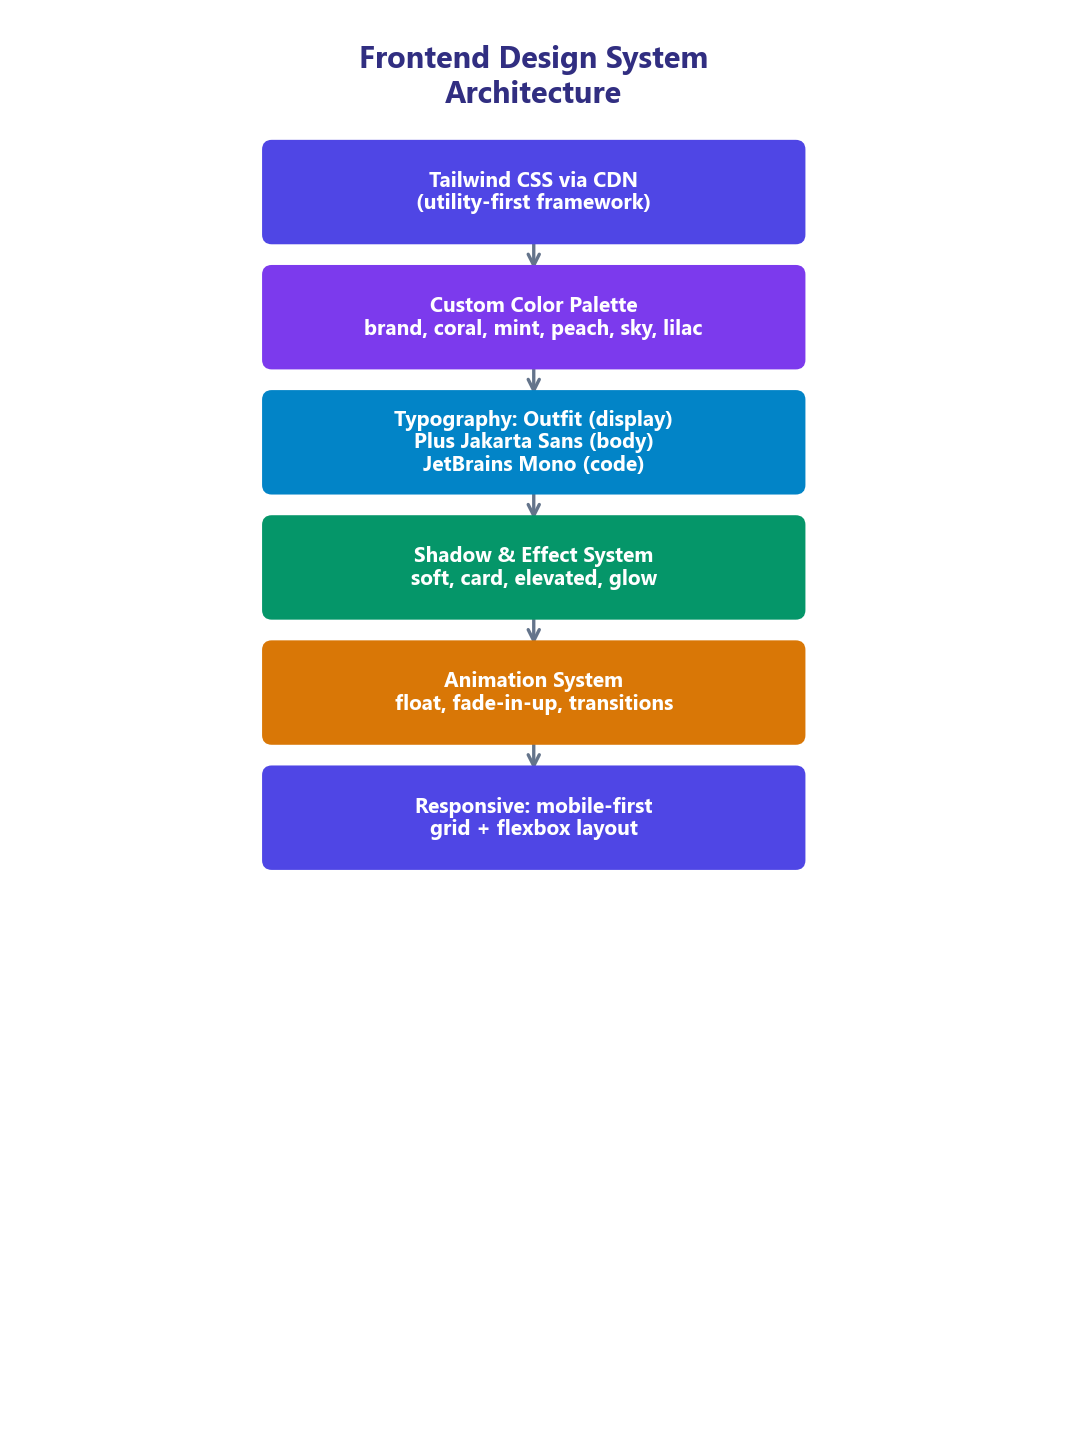 Frontend Design System
Architecture
Tailwind CSS via CDN
(utility-first framework)
Custom Color Palette
brand, coral, mint, peach, sky, lilac
Typography: Outfit (display)
Plus Jakarta Sans (body)
JetBrains Mono (code)
Shadow & Effect System
soft, card, elevated, glow
Animation System
float, fade-in-up, transitions
Responsive: mobile-first
grid + flexbox layout